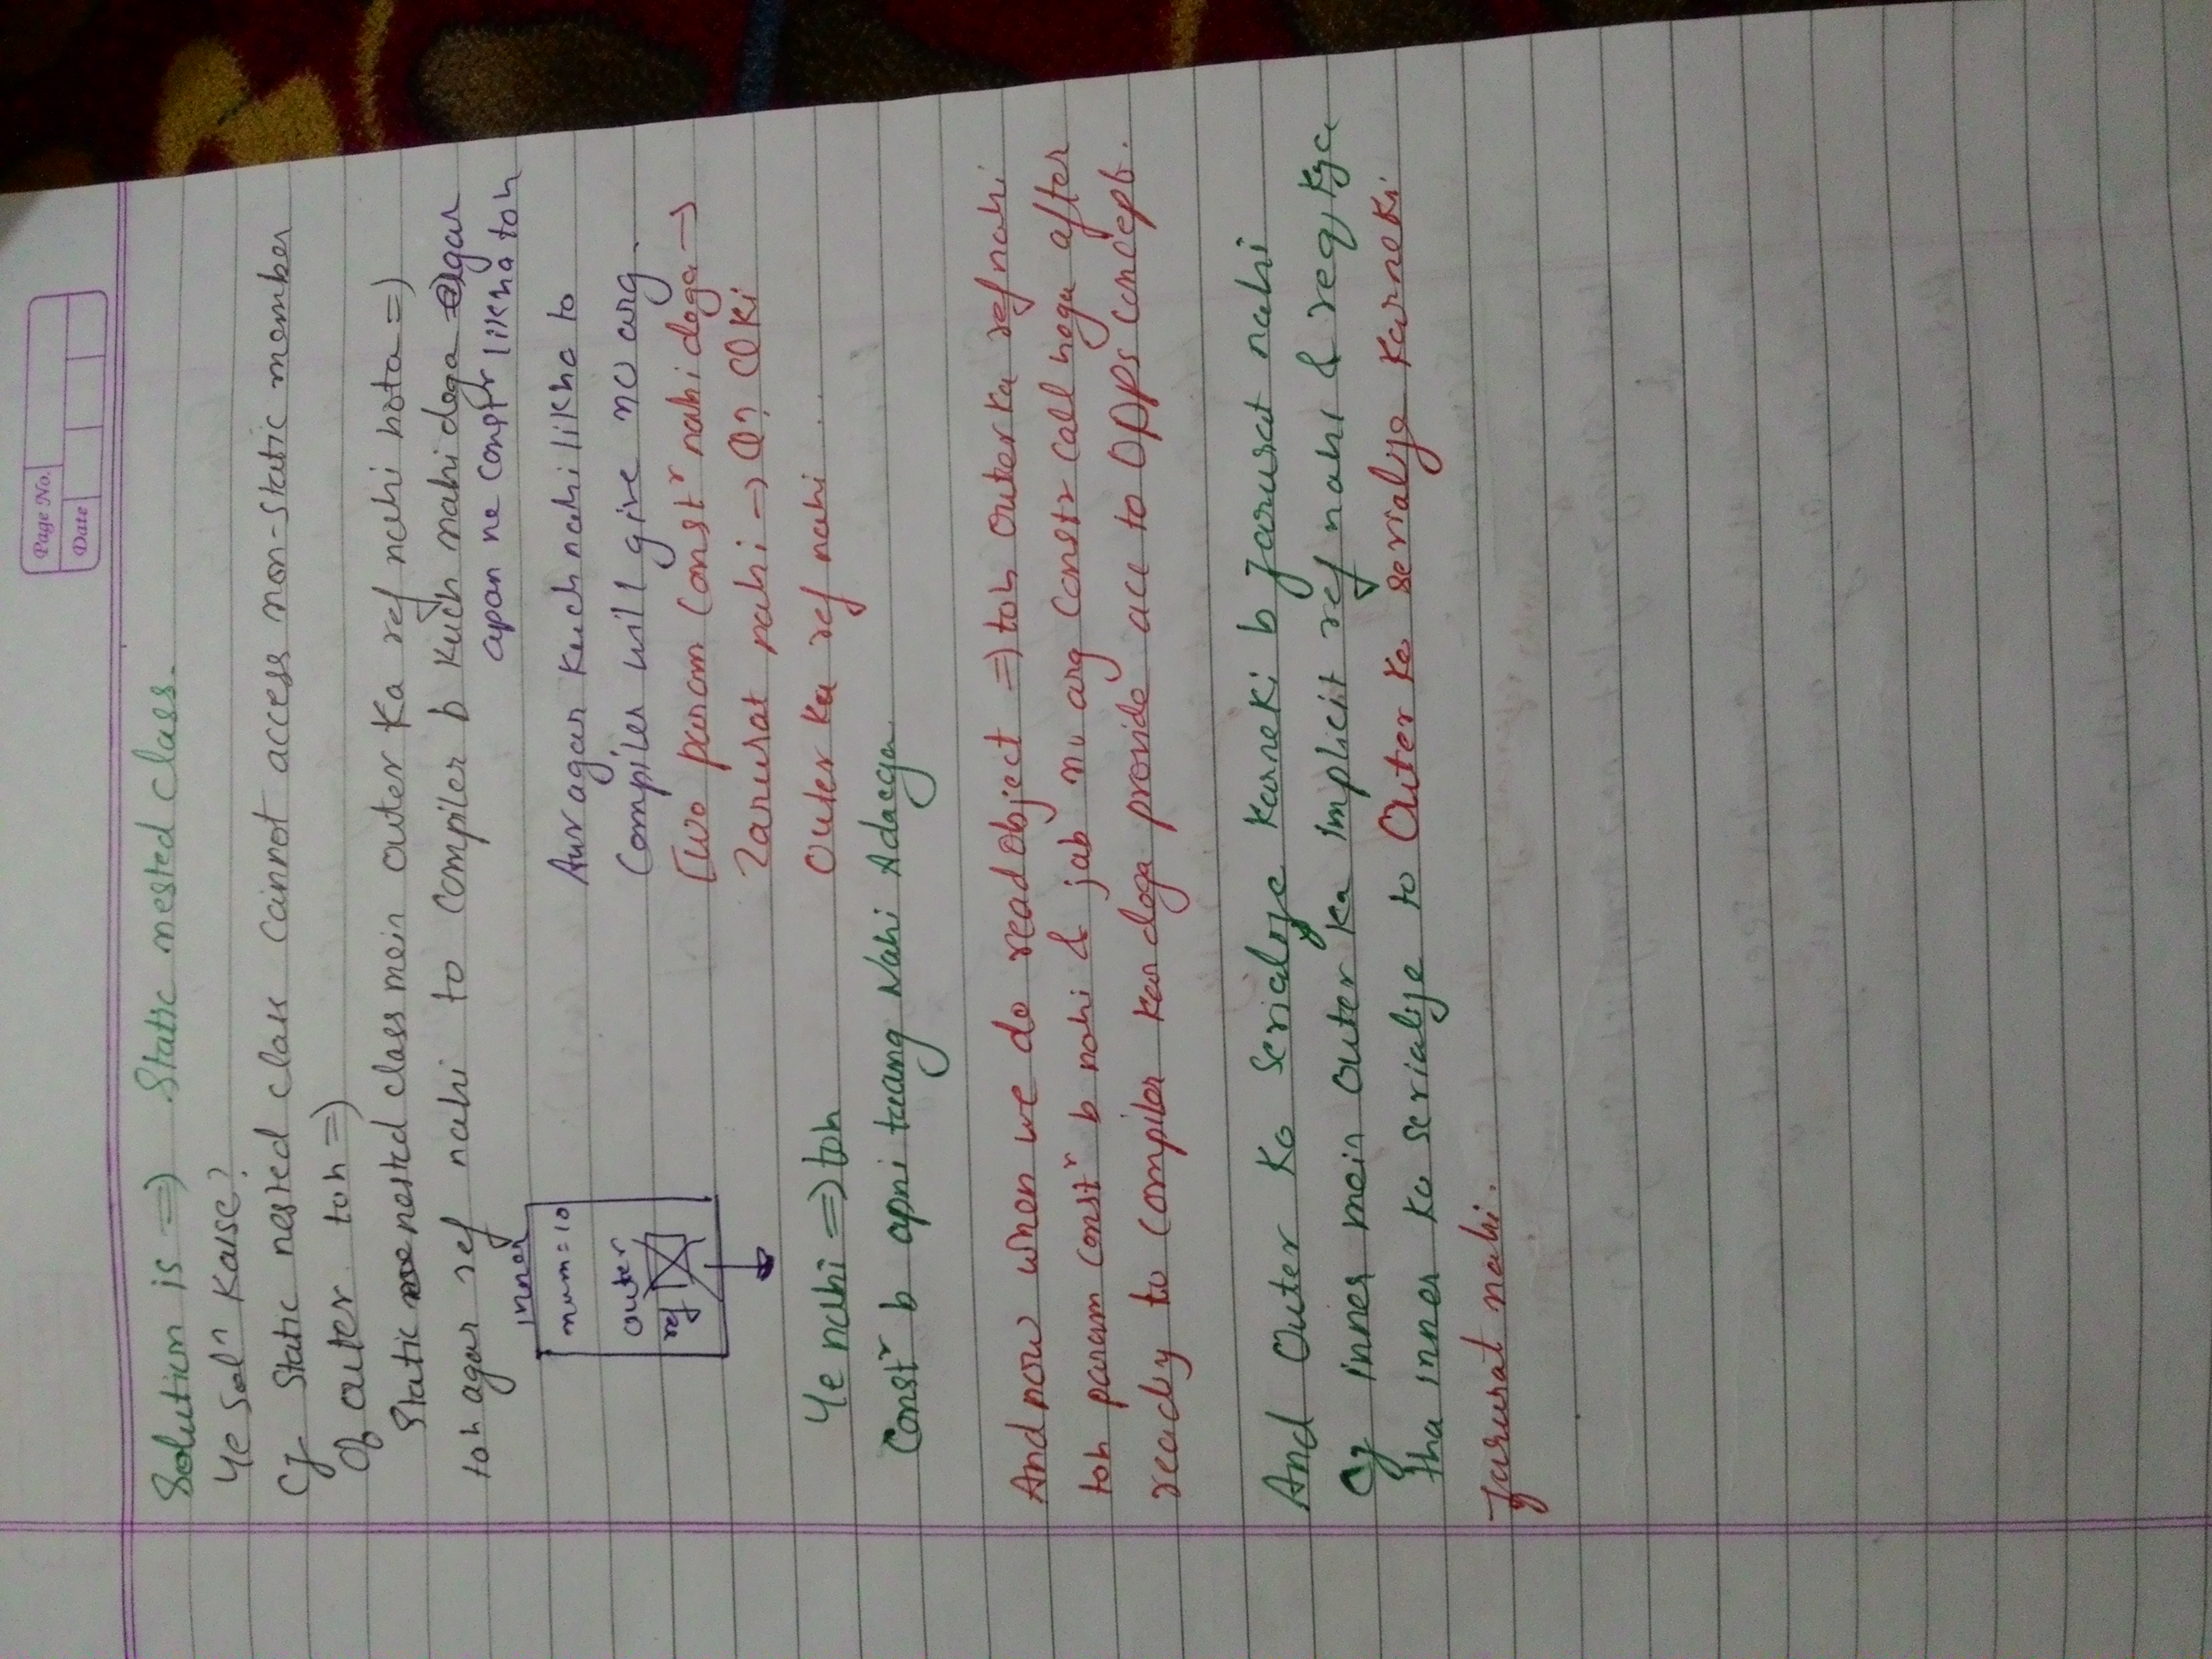 Page No.
Date
Solution is => Static nested class.
Ye solⁿ Kaise?
Cz Static nested class cannot access non-static member
of outer toh =>
Static nested class mein outer Ka ref nahi hota =>
toh agar ref nahi to compiler b kuch nahi dega agar
apan ne constʳ likha toh
inner
num = 10
outer
ref
Aur agar kuch nahi likha to
Compiler will give no arg.
Two param Constʳ nahi dega →
Zarurat nahi → Q? CQ Ki
Outer Ka ref nahi ..
Ye nahi => toh
Constʳ b apni taang Nahi Adaega
And now when we do readObject => toh Outer Ka ref nahi
toh param Constʳ b nahi & jab no arg Constr call hoga after
ready to compiler kar dega provide acc to OOPs concept.
And Outer Ko Serialize Karneki b Jarurat nahi
Cz inner mein Outer Ka implicit ref nahi & req Kya
tha inner Ko serialize to Outer Ko serialize Karneki
Jarurat nahi.